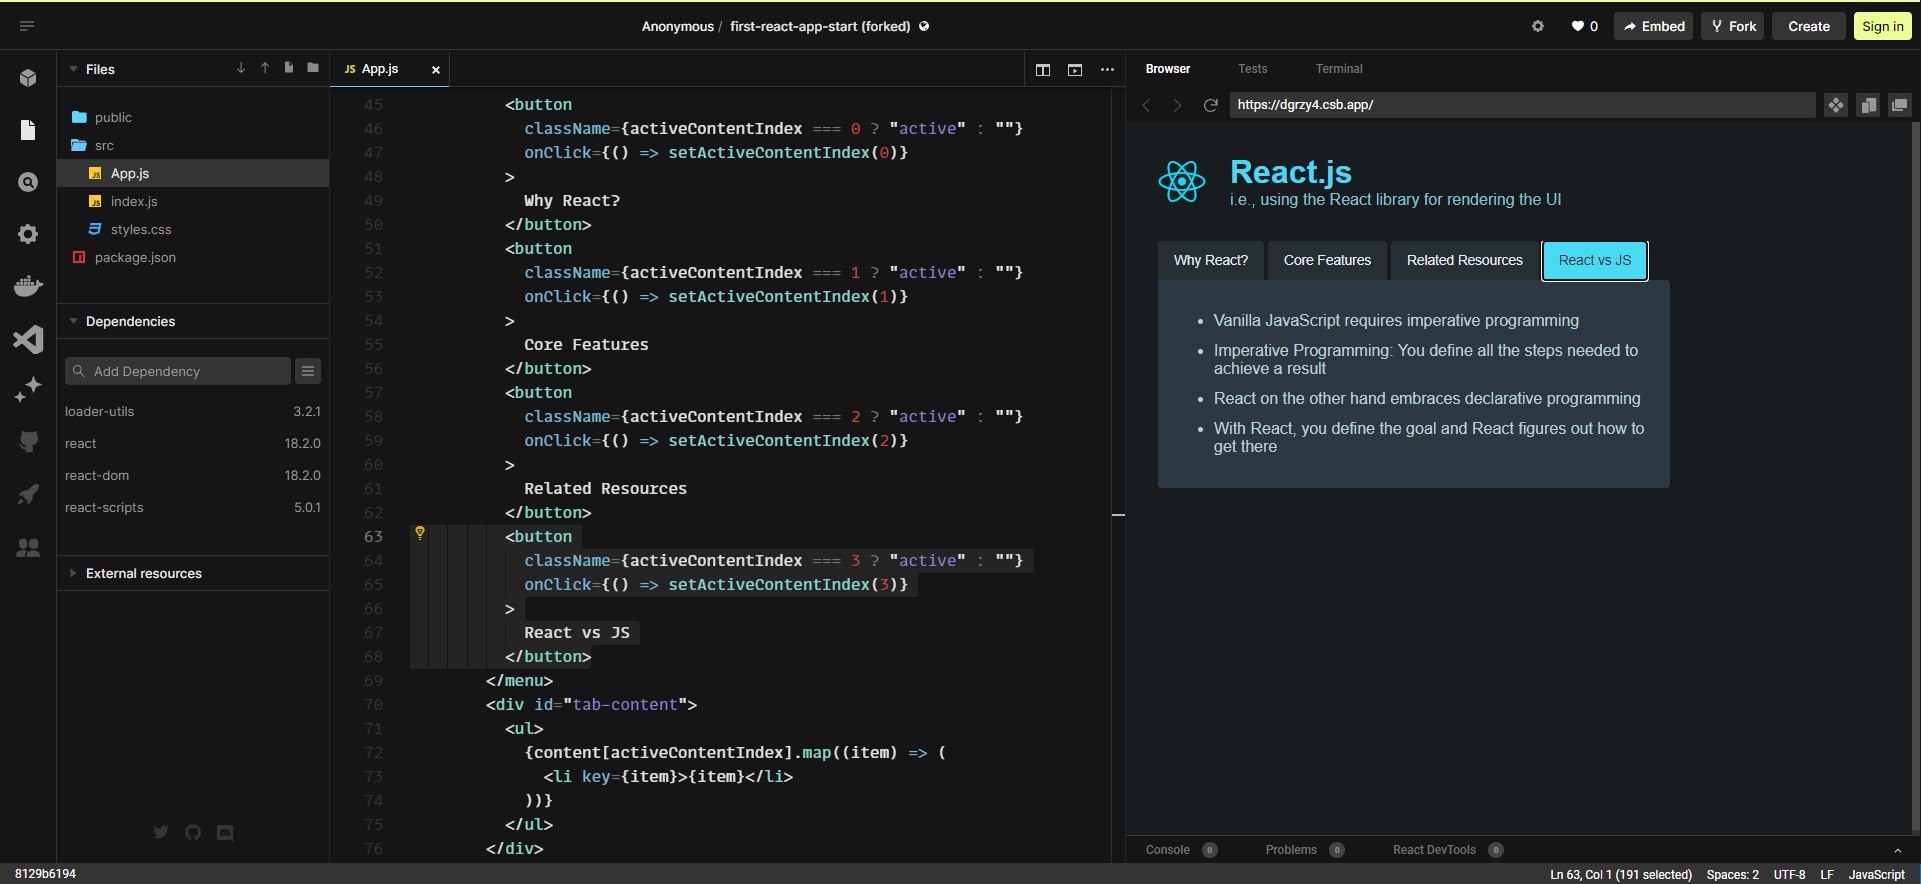 Anonymous / first-react-app-start (forked)
0
Embed
Fork
Create
Sign in
Files
public
src
JS App.js
JS index.js
styles.css
package.json
Dependencies
Add Dependency
loader-utils 3.2.1
react 18.2.0
react-dom 18.2.0
react-scripts 5.0.1
External resources
JS App.js
45 <button
46 className={activeContentIndex === 0 ? "active" : ""}
47 onClick={() => setActiveContentIndex(0)}
48 >
49 Why React?
50 </button>
51 <button
52 className={activeContentIndex === 1 ? "active" : ""}
53 onClick={() => setActiveContentIndex(1)}
54 >
55 Core Features
56 </button>
57 <button
58 className={activeContentIndex === 2 ? "active" : ""}
59 onClick={() => setActiveContentIndex(2)}
60 >
61 Related Resources
62 </button>
63 <button
64 className={activeContentIndex === 3 ? "active" : ""}
65 onClick={() => setActiveContentIndex(3)}
66 >
67 React vs JS
68 </button>
69 </menu>
70 <div id="tab-content">
71 <ul>
72 {content[activeContentIndex].map((item) => (
73 <li key={item}>{item}</li>
74 ))}
75 </ul>
76 </div>
Browser Tests Terminal
https://dgrzy4.csb.app/
React.js
i.e., using the React library for rendering the UI
Why React? Core Features Related Resources React vs JS
• Vanilla JavaScript requires imperative programming
• Imperative Programming: You define all the steps needed to
achieve a result
• React on the other hand embraces declarative programming
• With React, you define the goal and React figures out how to
get there
Console 0 Problems 0 React DevTools 0
8129b6194
Ln 63, Col 1 (191 selected) Spaces: 2 UTF-8 LF JavaScript